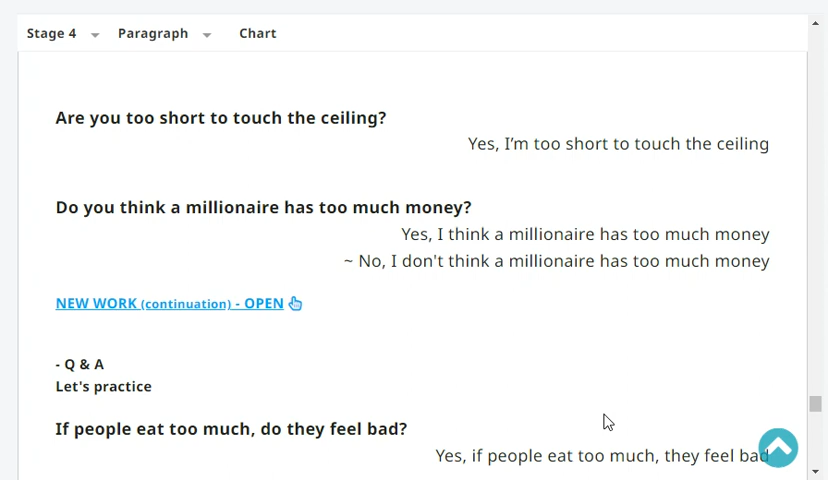 Stage 4 Paragraph Chart
Are you too short to touch the ceiling?
Yes, I’m too short to touch the ceiling
Do you think a millionaire has too much money?
Yes, I think a millionaire has too much money
~ No, I don't think a millionaire has too much money
NEW WORK (continuation) - OPEN
- Q & A
Let's practice
If people eat too much, do they feel bad?
Yes, if people eat too much, they feel bad